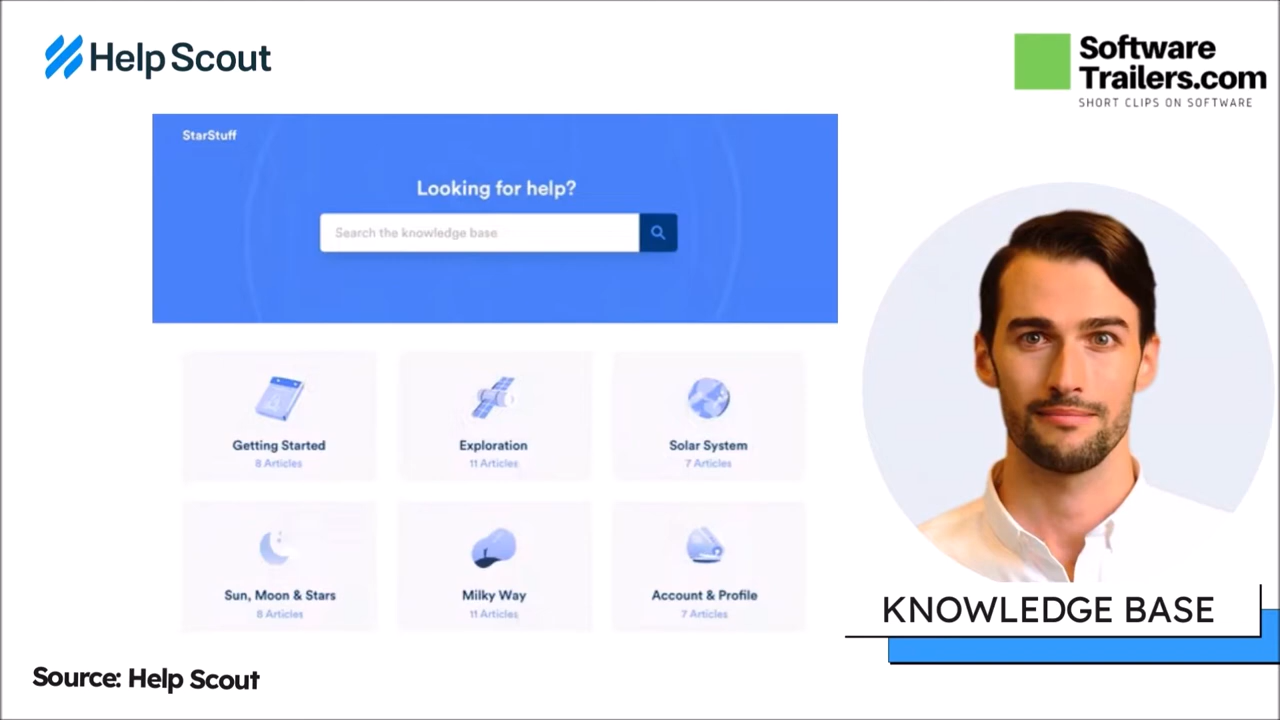 Help Scout
Software
Trailers.com
SHORT CLIPS ON SOFTWARE
StarStuff
Looking for help?
Search the knowledge base
Getting Started
8 Articles
Exploration
11 Articles
Solar System
7 Articles
Sun, Moon & Stars
8 Articles
Milky Way
11 Articles
Account & Profile
7 Articles
KNOWLEDGE BASE
Source: Help Scout